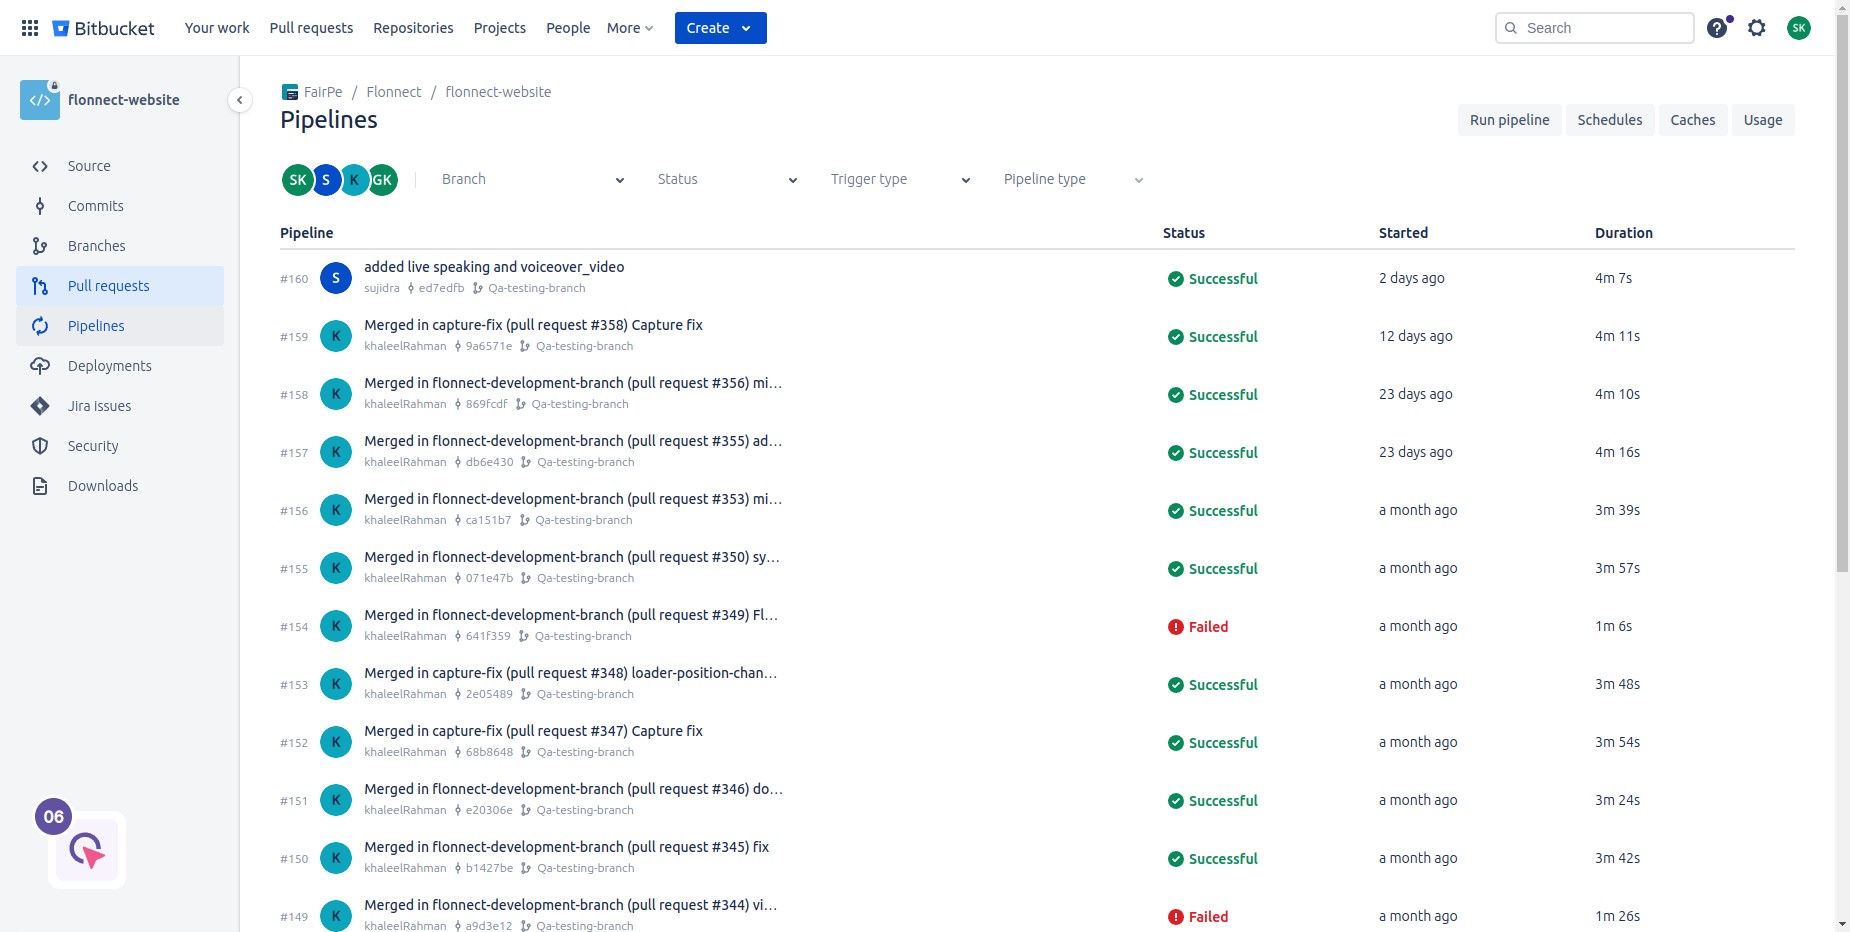 Bitbucket Your work Pull requests Repositories Projects People More Create Search SK
flonnect-website
Source
Commits
Branches
Pull requests
Pipelines
Deployments
Jira issues
Security
Downloads
06
FairPe / Flonnect / flonnect-website
Pipelines
Run pipeline Schedules Caches Usage
SK S K GK Branch Status Trigger type Pipeline type
Pipeline Status Started Duration
#160 S added live speaking and voiceover_video Successful 2 days ago 4m 7s
sujidra ed7edfb Qa-testing-branch
#159 K Merged in capture-fix (pull request #358) Capture fix Successful 12 days ago 4m 11s
khaleelRahman 9a6571e Qa-testing-branch
#158 K Merged in flonnect-development-branch (pull request #356) mi... Successful 23 days ago 4m 10s
khaleelRahman 869fcdf Qa-testing-branch
#157 K Merged in flonnect-development-branch (pull request #355) ad... Successful 23 days ago 4m 16s
khaleelRahman db6e430 Qa-testing-branch
#156 K Merged in flonnect-development-branch (pull request #353) mi... Successful a month ago 3m 39s
khaleelRahman ca151b7 Qa-testing-branch
#155 K Merged in flonnect-development-branch (pull request #350) sy... Successful a month ago 3m 57s
khaleelRahman 071e47b Qa-testing-branch
#154 K Merged in flonnect-development-branch (pull request #349) Fl... Failed a month ago 1m 6s
khaleelRahman 641f359 Qa-testing-branch
#153 K Merged in capture-fix (pull request #348) loader-position-chan... Successful a month ago 3m 48s
khaleelRahman 2e05489 Qa-testing-branch
#152 K Merged in capture-fix (pull request #347) Capture fix Successful a month ago 3m 54s
khaleelRahman 68b8648 Qa-testing-branch
#151 K Merged in flonnect-development-branch (pull request #346) do... Successful a month ago 3m 24s
khaleelRahman e20306e Qa-testing-branch
#150 K Merged in flonnect-development-branch (pull request #345) fix Successful a month ago 3m 42s
khaleelRahman b1427be Qa-testing-branch
#149 K Merged in flonnect-development-branch (pull request #344) vi... Failed a month ago 1m 26s
khaleelRahman a9d3e12 Qa-testing-branch